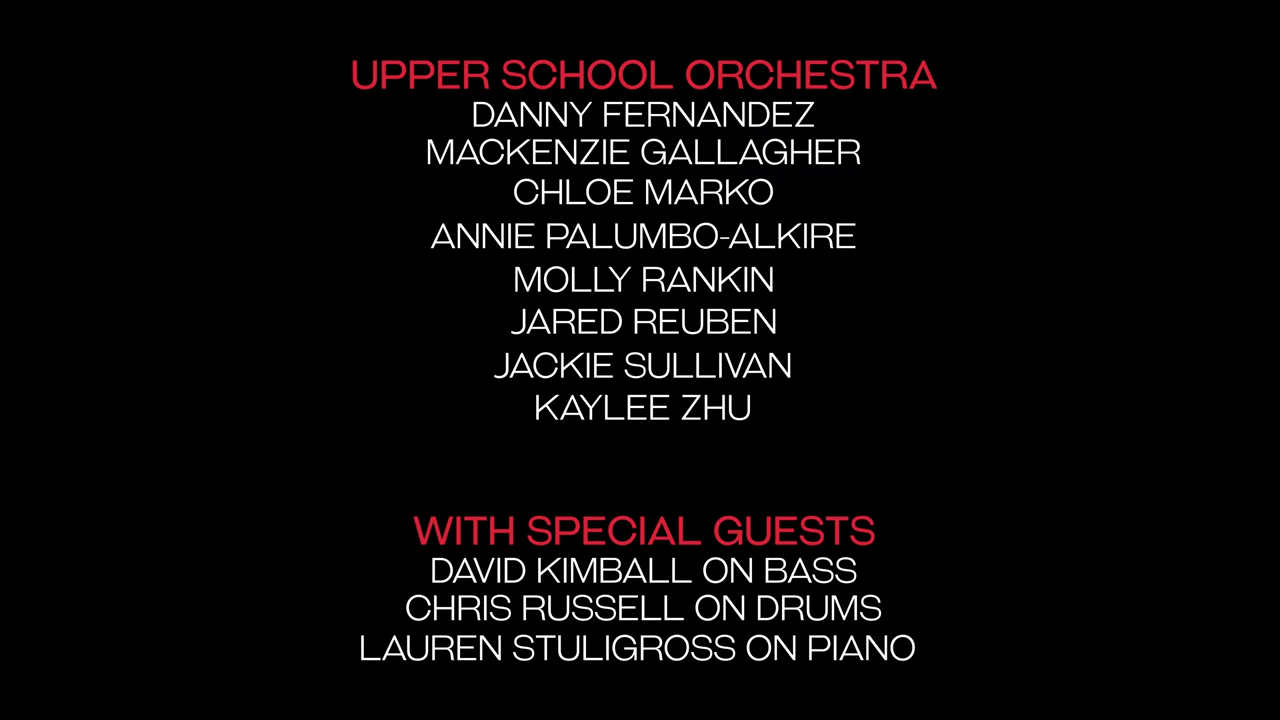 UPPER SCHOOL ORCHESTRA
DANNY FERNANDEZ
MACKENZIE GALLAGHER
CHLOE MARKO
ANNIE PALUMBO-ALKIRE
MOLLY RANKIN
JARED REUBEN
JACKIE SULLIVAN
KAYLEE ZHU
WITH SPECIAL GUESTS
DAVID KIMBALL ON BASS
CHRIS RUSSELL ON DRUMS
LAUREN STULIGROSS ON PIANO